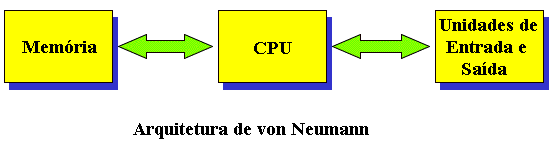 Memória
CPU
Unidades de
Entrada e
Saída
Arquitetura de von Neumann